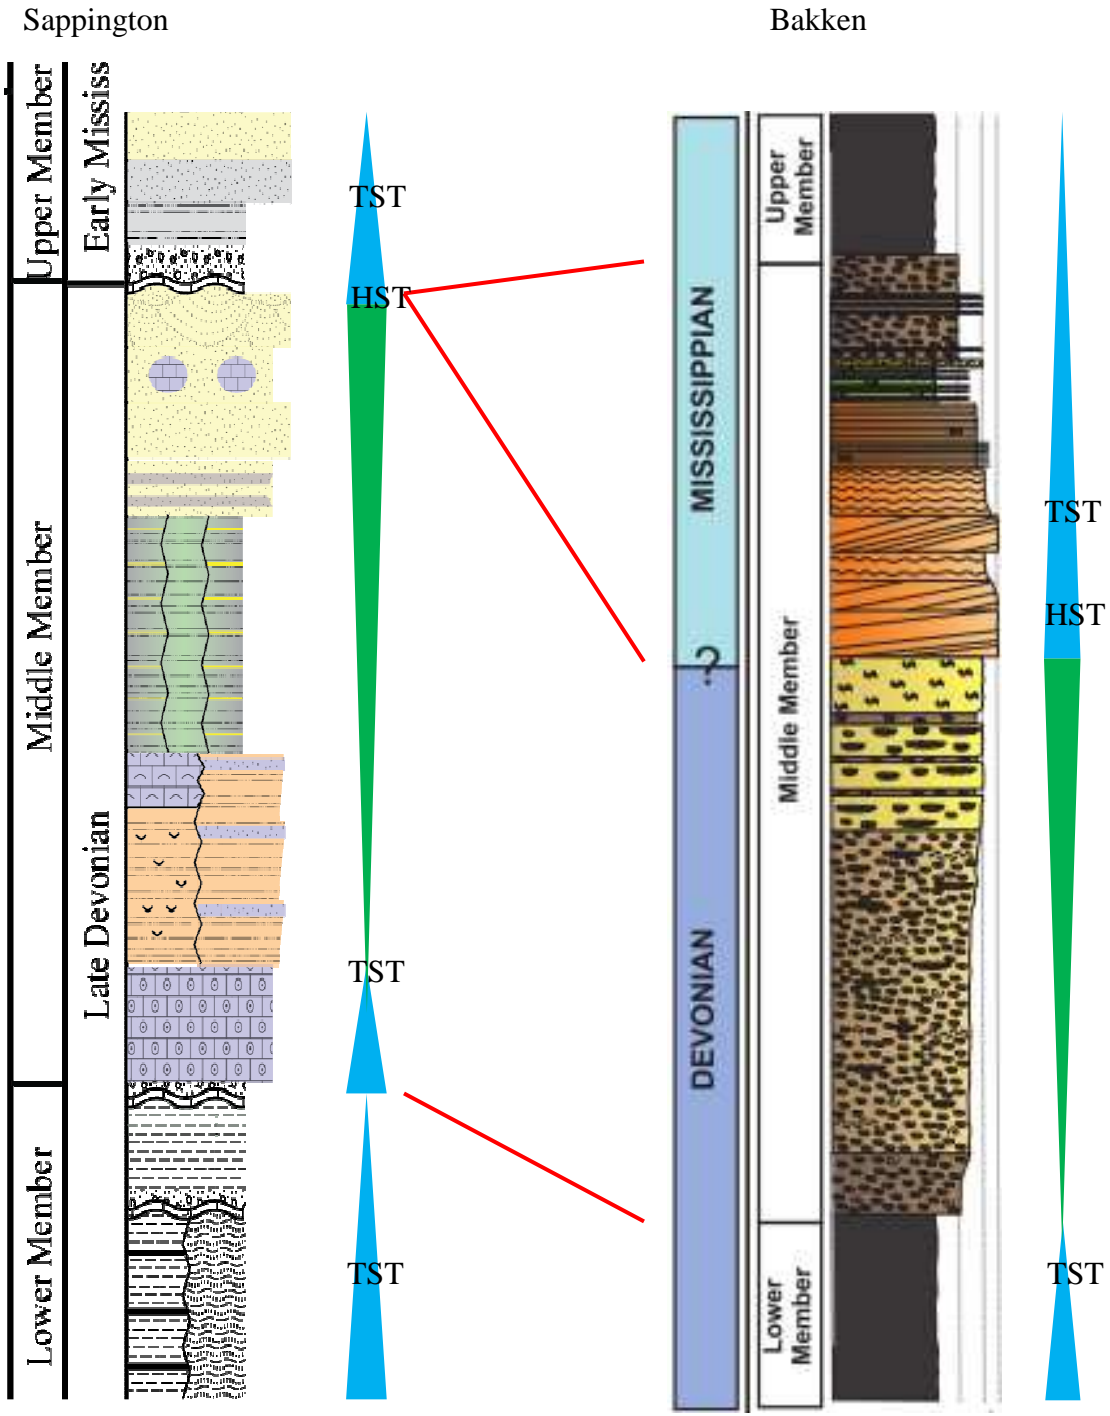 Sappington
Bakken
Upper Member
Early Mississ
Middle Member
Late Devonian
Lower Member
TST
HST
TST
TST
MISSISSIPPIAN
?
DEVONIAN
Upper
Member
Middle Member
Lower
Member
TST
HST
TST